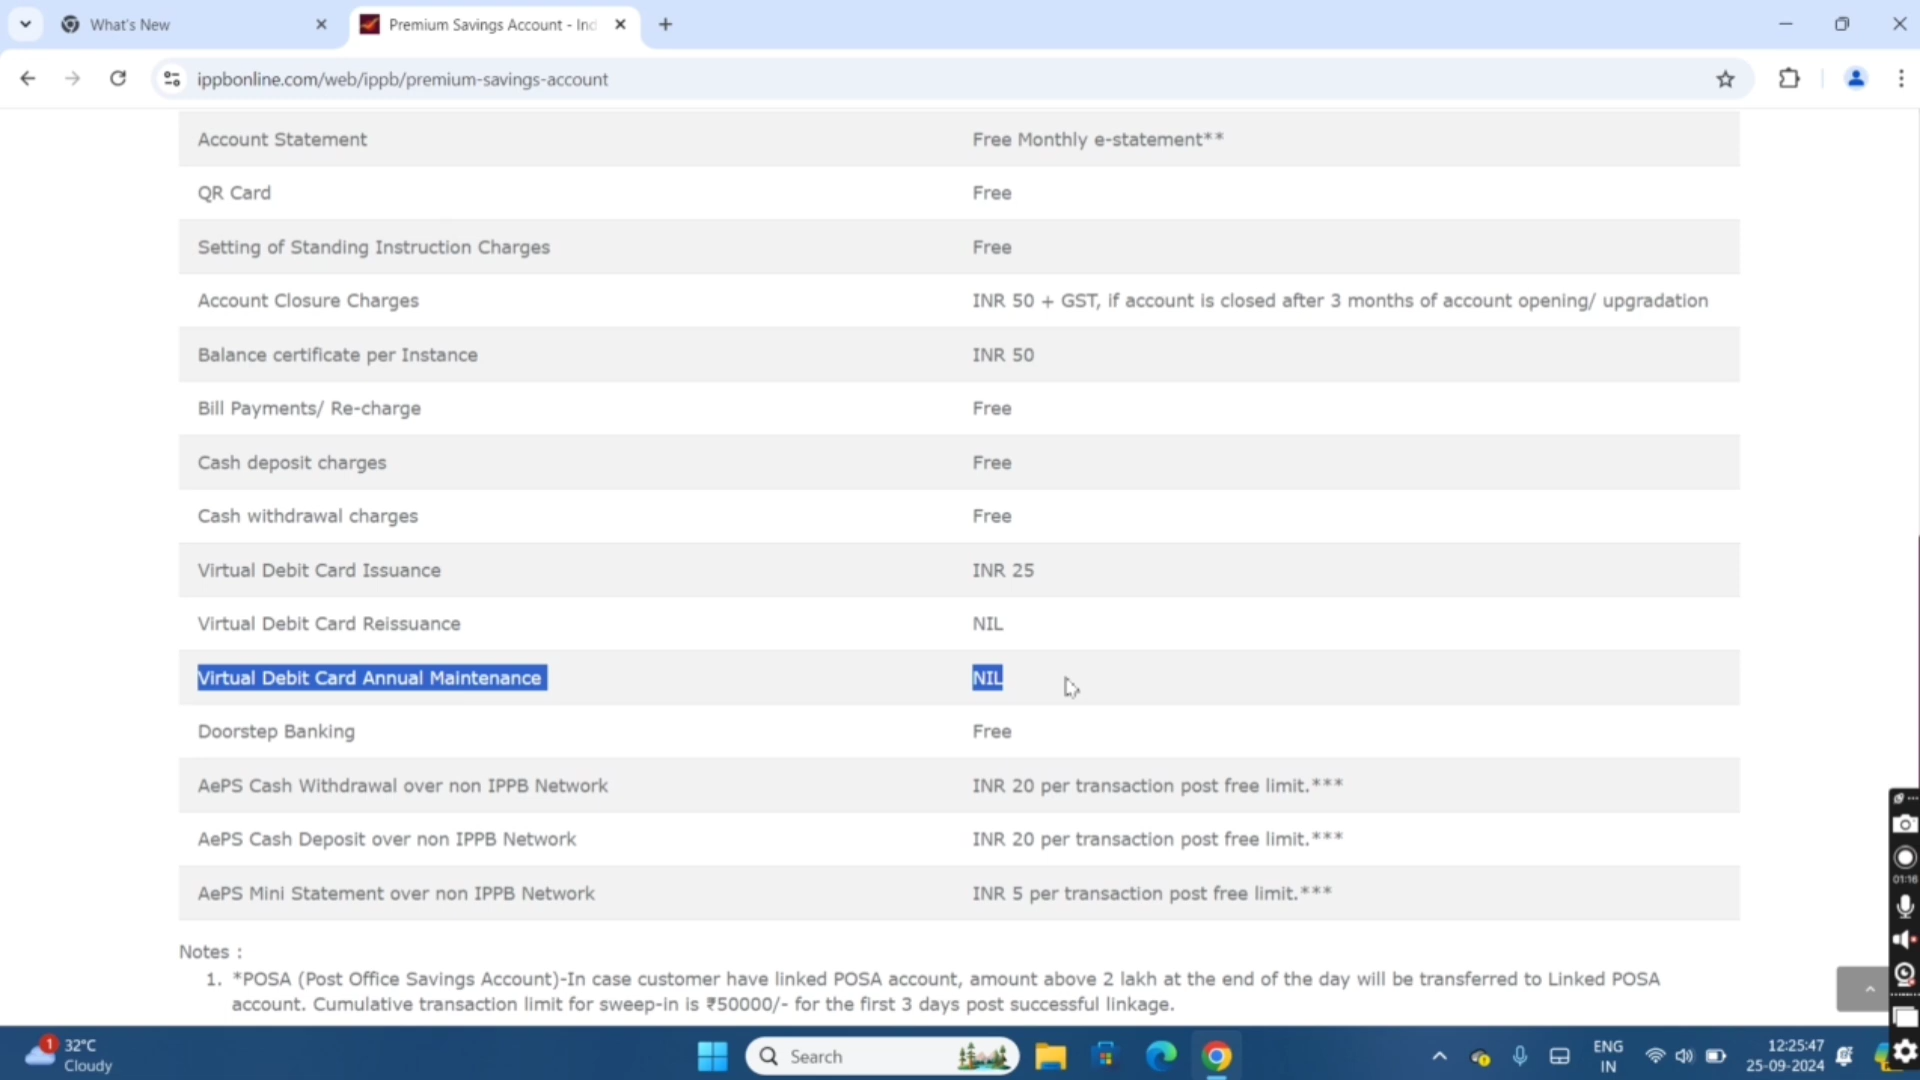 What's New
Premium Savings Account - Ind
ippbonline.com/web/ippb/premium-savings-account
Account Statement Free Monthly e-statement**
QR Card Free
Setting of Standing Instruction Charges Free
Account Closure Charges INR 50 + GST, if account is closed after 3 months of account opening/ upgradation
Balance certificate per Instance INR 50
Bill Payments/ Re-charge Free
Cash deposit charges Free
Cash withdrawal charges Free
Virtual Debit Card Issuance INR 25
Virtual Debit Card Reissuance NIL
Virtual Debit Card Annual Maintenance NIL
Doorstep Banking Free
AePS Cash Withdrawal over non IPPB Network INR 20 per transaction post free limit.***
AePS Cash Deposit over non IPPB Network INR 20 per transaction post free limit.***
AePS Mini Statement over non IPPB Network INR 5 per transaction post free limit.***
Notes :
1. *POSA (Post Office Savings Account)-In case customer have linked POSA account, amount above 2 lakh at the end of the day will be transferred to Linked POSA
account. Cumulative transaction limit for sweep-in is ₹50000/- for the first 3 days post successful linkage.
01:16
1
32°C
Cloudy
Search
ENG
IN
12:25:47
25-09-2024